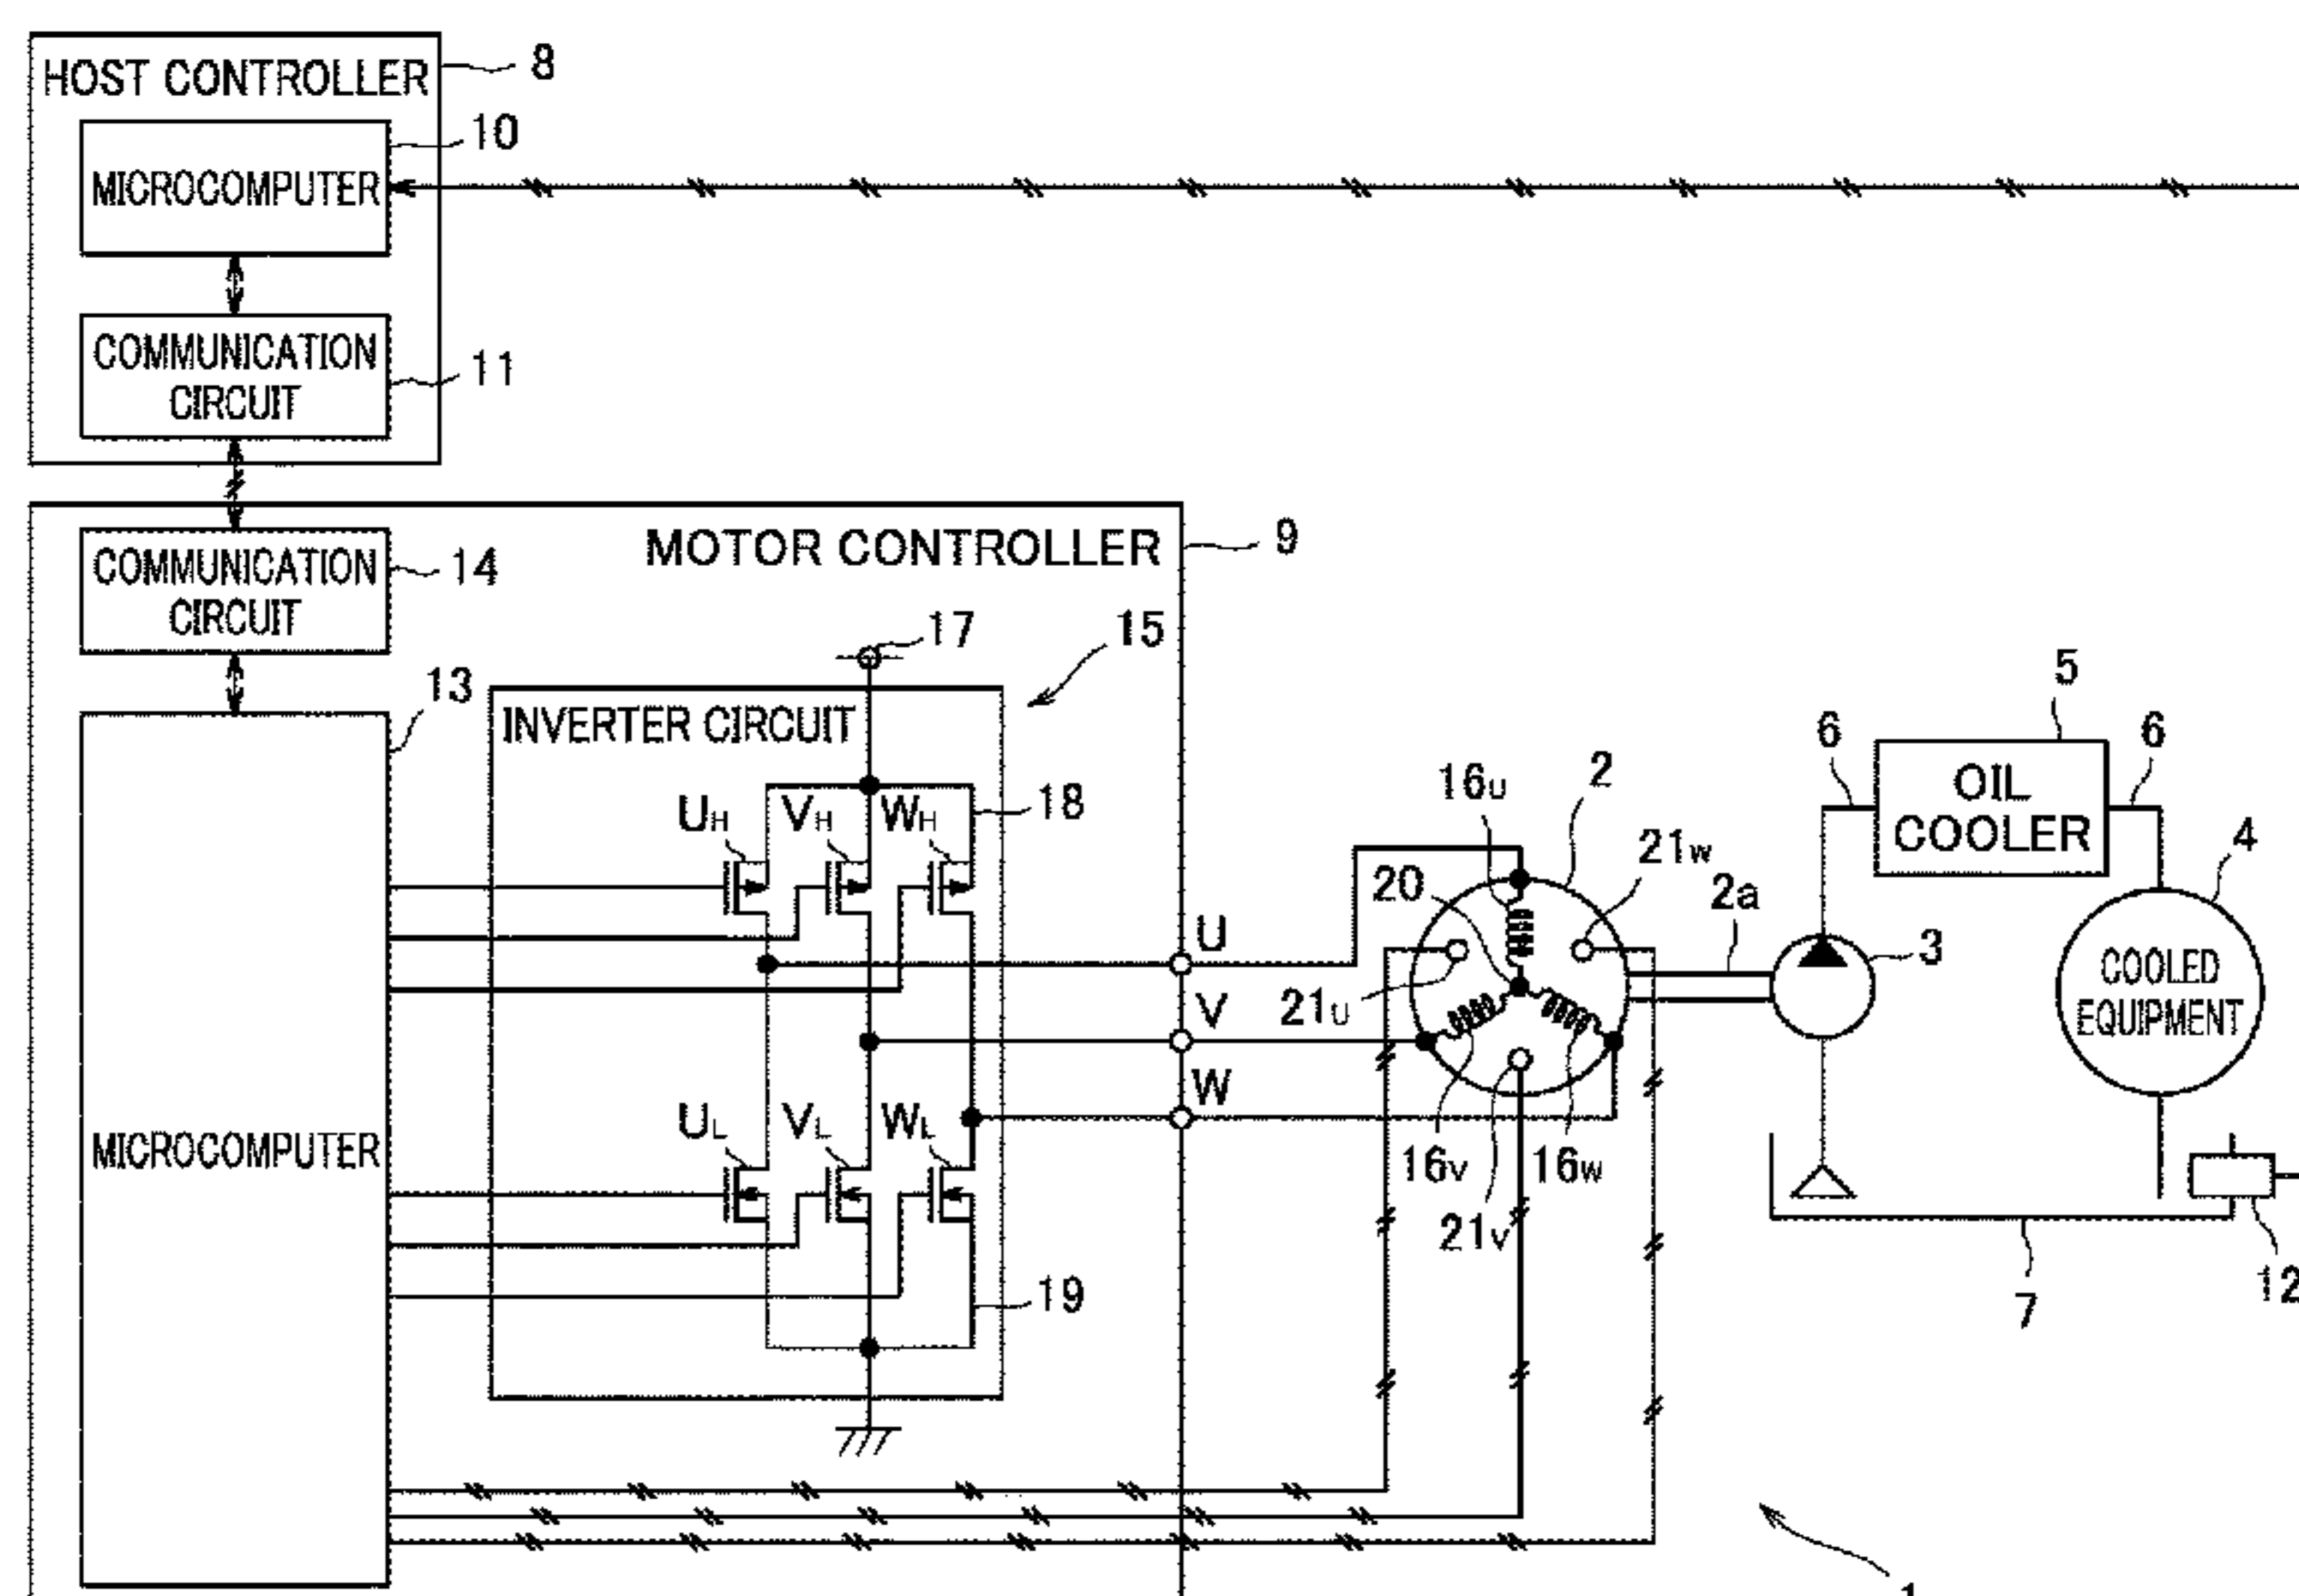 HOST CONTROLLER
8
10
MICROCOMPUTER
COMMUNICATION
CIRCUIT
11
MOTOR CONTROLLER
9
COMMUNICATION
CIRCUIT
14
17
15
13
INVERTER CIRCUIT
UH VH WH
18
MICROCOMPUTER
UL VL WL
19
U
V
W
16U
2
21W
20
2a
21U
16V
16W
21V
3
5
6
6
OIL
COOLER
4
COOLED
EQUIPMENT
7
12